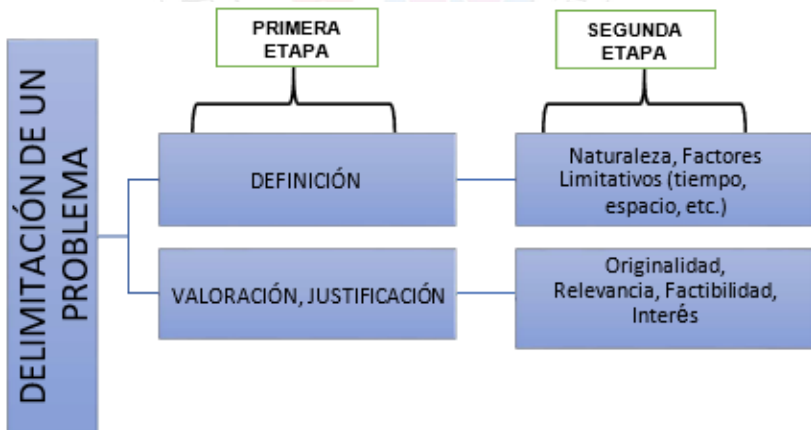 PRIMERA
ETAPA
SEGUNDA
ETAPA
DELIMITACIÓN DE UN
PROBLEMA
DEFINICIÓN
Naturaleza, Factores
Limitativos (tiempo,
espacio, etc.)
VALORACIÓN, JUSTIFICACIÓN
Originalidad,
Relevancia, Factibilidad,
Interés